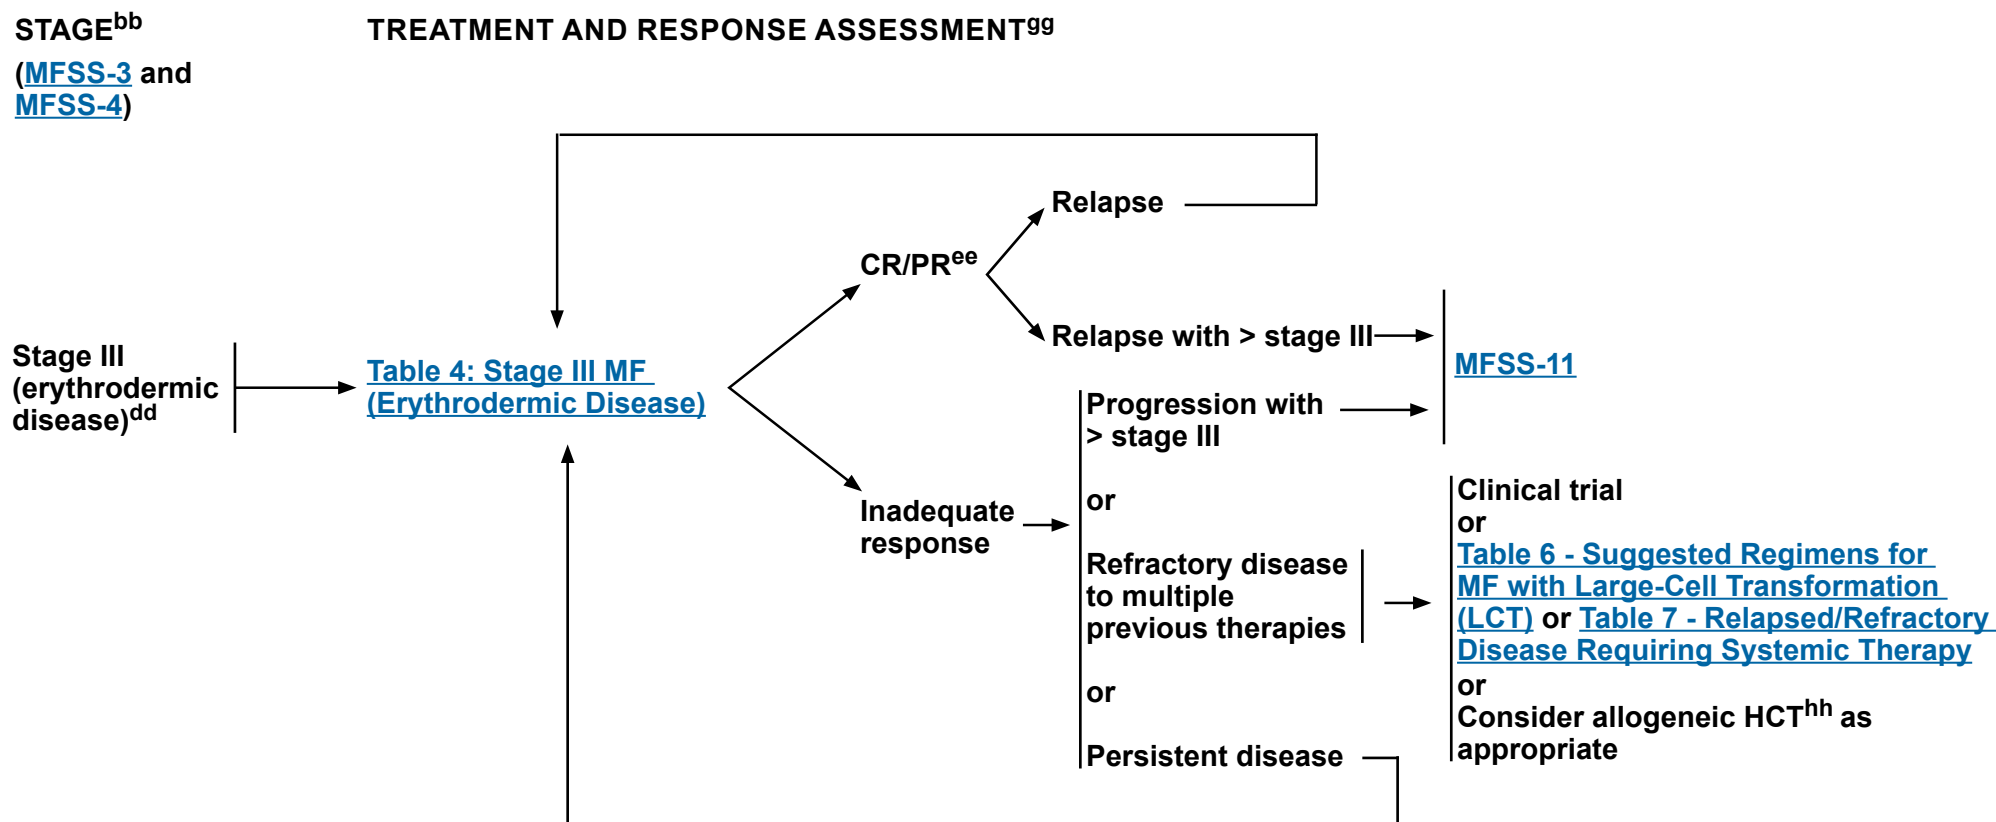 STAGEbb
(MFSS-3 and
MFSS-4)
TREATMENT AND RESPONSE ASSESSMENTgg
Stage III
(erythrodermic
disease)dd
Table 4: Stage III MF
(Erythrodermic Disease)
CR/PRee
Relapse
Relapse with > stage III
MFSS-11
Inadequate
response
Progression with
> stage III
or
Refractory disease
to multiple
previous therapies
or
Persistent disease
Clinical trial
or
Table 6 - Suggested Regimens for
MF with Large-Cell Transformation
(LCT) or Table 7 - Relapsed/Refractory
Disease Requiring Systemic Therapy
or
Consider allogeneic HCThh as
appropriate